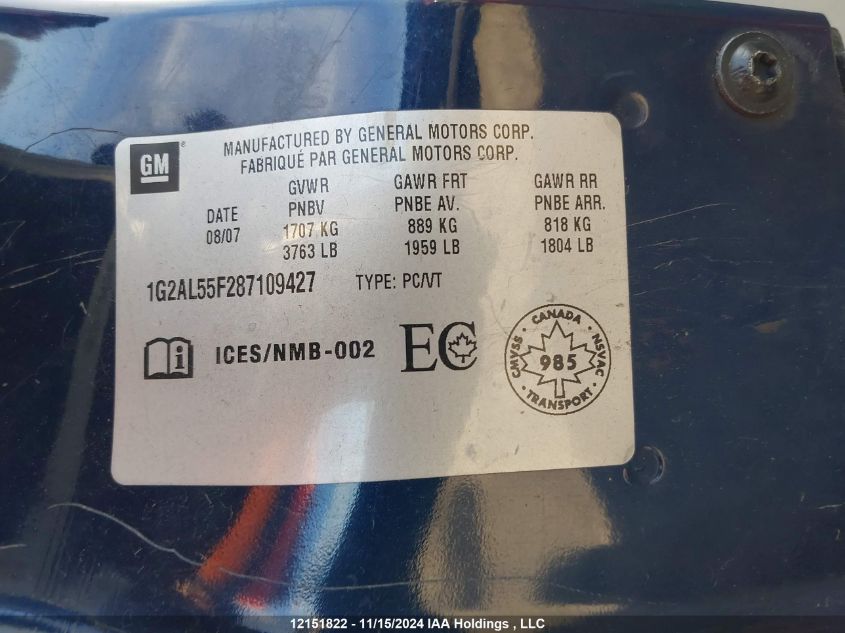 GM®
MANUFACTURED BY GENERAL MOTORS CORP.
FABRIQUÉ PAR GENERAL MOTORS CORP.
GVWR GAWR FRT GAWR RR
DATE PNBV PNBE AV. PNBE ARR.
08/07 1707 KG 889 KG 818 KG
3763 LB 1959 LB 1804 LB
1G2AL55F287109427 TYPE: PC/VT
i ICES/NMB-002 EC
CANADA
CMVSS 985 NSVAC
TRANSPORT
12151822 - 11/15/2024 IAA Holdings , LLC